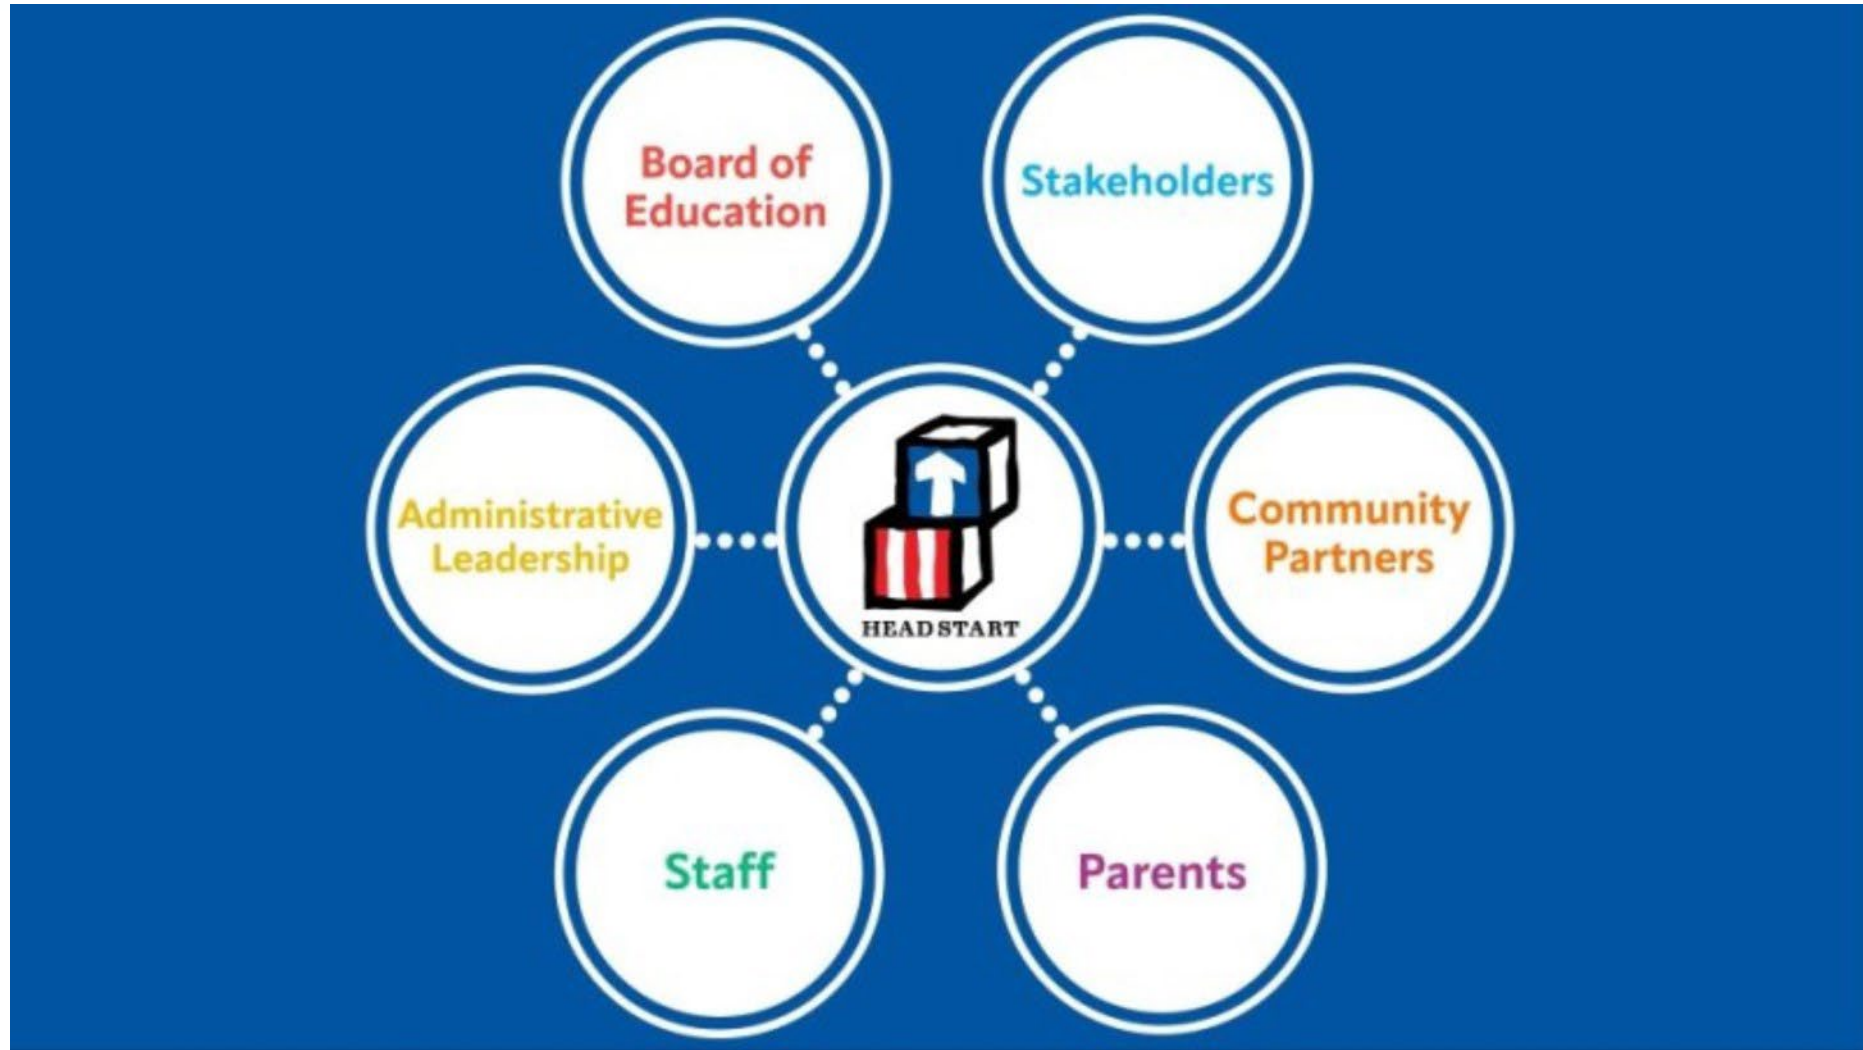 Board of
Education
Stakeholders
Administrative
Leadership
HEAD START
Community
Partners
Staff
Parents